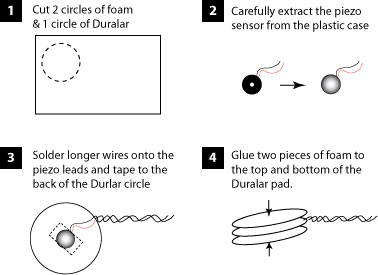 1
Cut 2 circles of foam
& 1 circle of Duralar
2
Carefully extract the piezo
sensor from the plastic case
3
Solder longer wires onto the
piezo leads and tape to the
back of the Durlar circle
4
Glue two pieces of foam to
the top and bottom of the
Duralar pad.